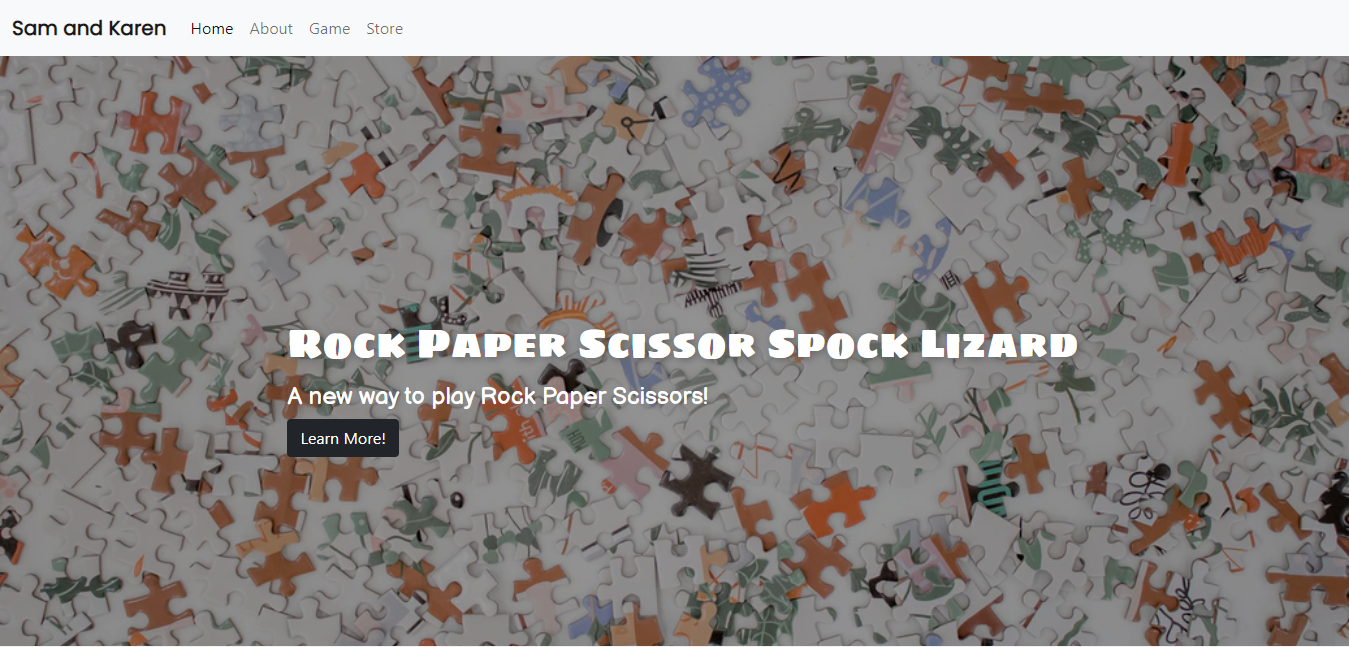 Sam and Karen Home About Game Store
Rock Paper Scissor Spock Lizard
A new way to play Rock Paper Scissors!
Learn More!